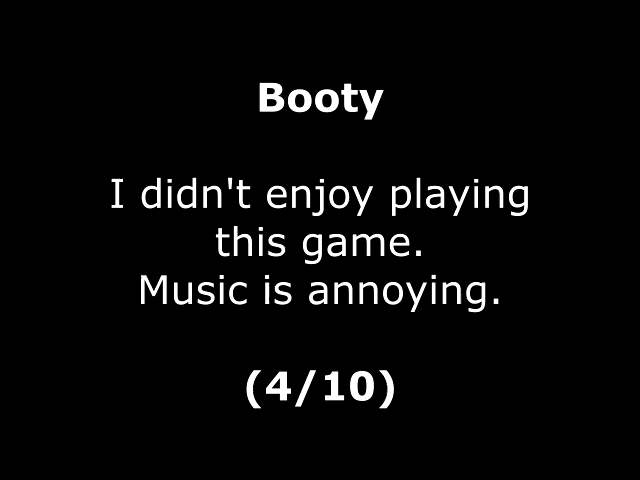 Booty
I didn't enjoy playing
this game.
Music is annoying.
(4/10)